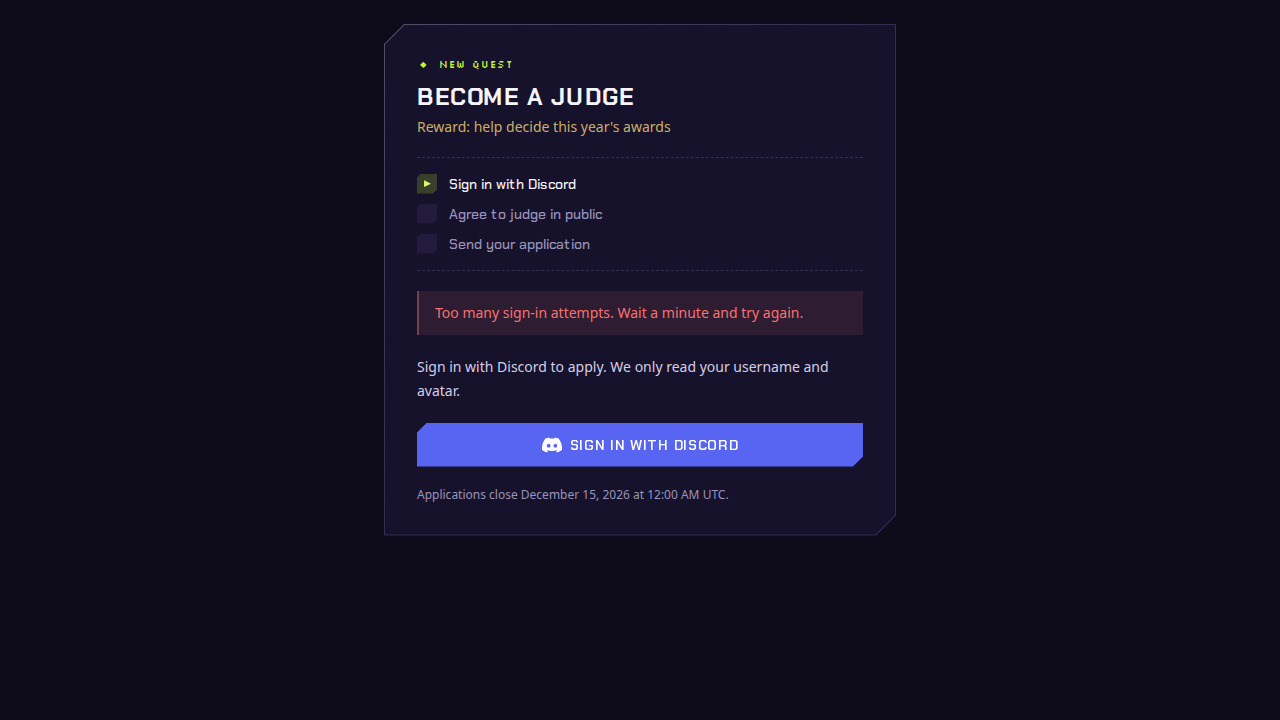 NEW QUEST
BECOME A JUDGE
Reward: help decide this year's awards
Sign in with Discord
Agree to judge in public
Send your application
Too many sign-in attempts. Wait a minute and try again.
Sign in with Discord to apply. We only read your username and
avatar.
SIGN IN WITH DISCORD
Applications close December 15, 2026 at 12:00 AM UTC.